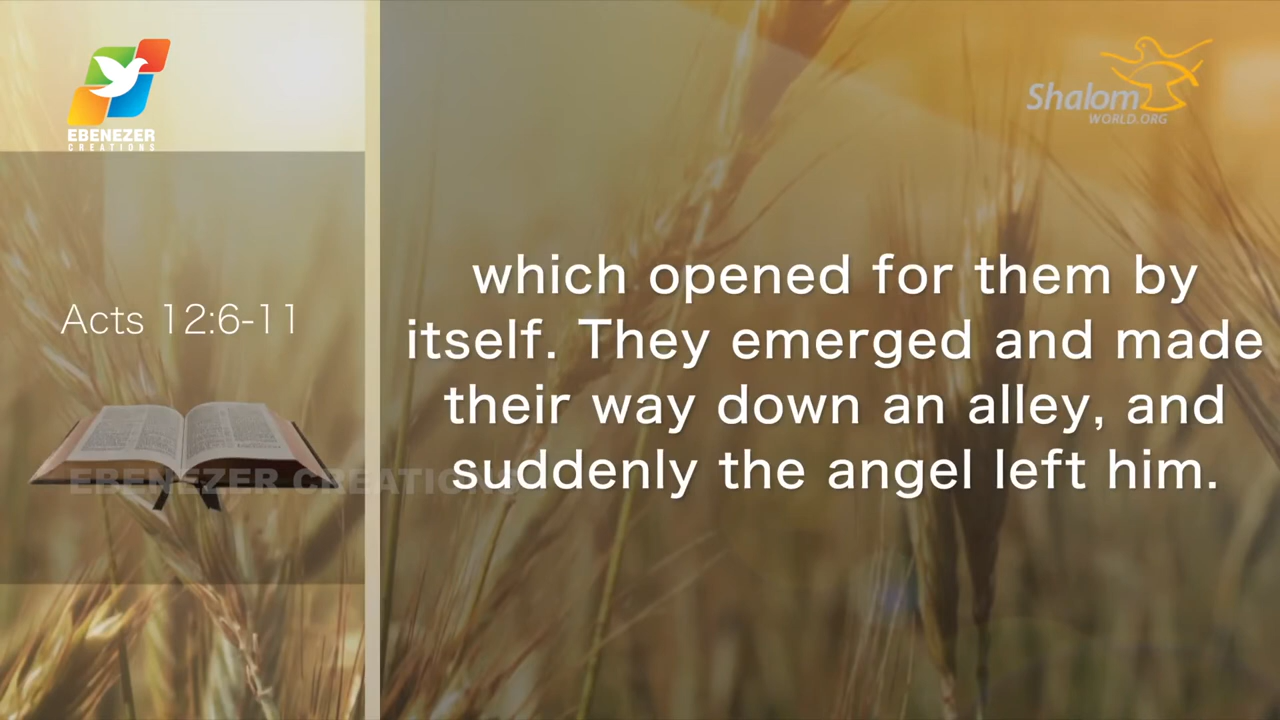 EBENEZER
CREATIONS
Shalom
WORLD.ORG
Acts 12:6-11
which opened for them by
itself. They emerged and made
their way down an alley, and
suddenly the angel left him.
EBENEZER CREATIONS